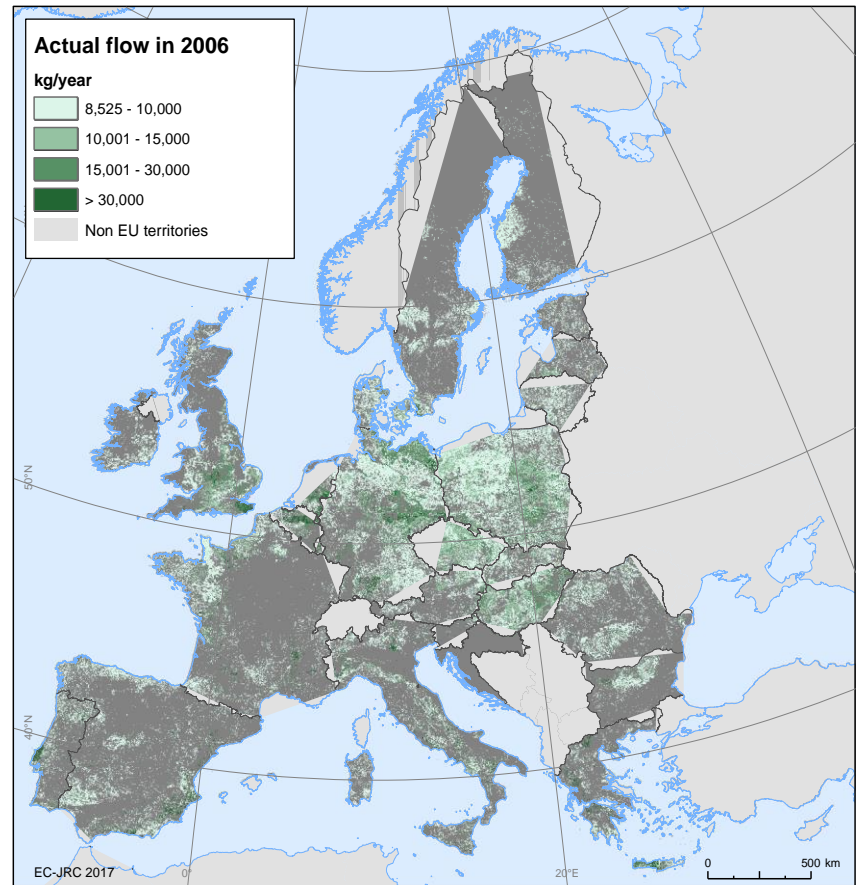 Actual flow in 2006
kg/year
8,525 - 10,000
10,001 - 15,000
15,001 - 30,000
> 30,000
Non EU territories
50°N
40°N
EC-JRC 2017
0°
20°E
0 500 km